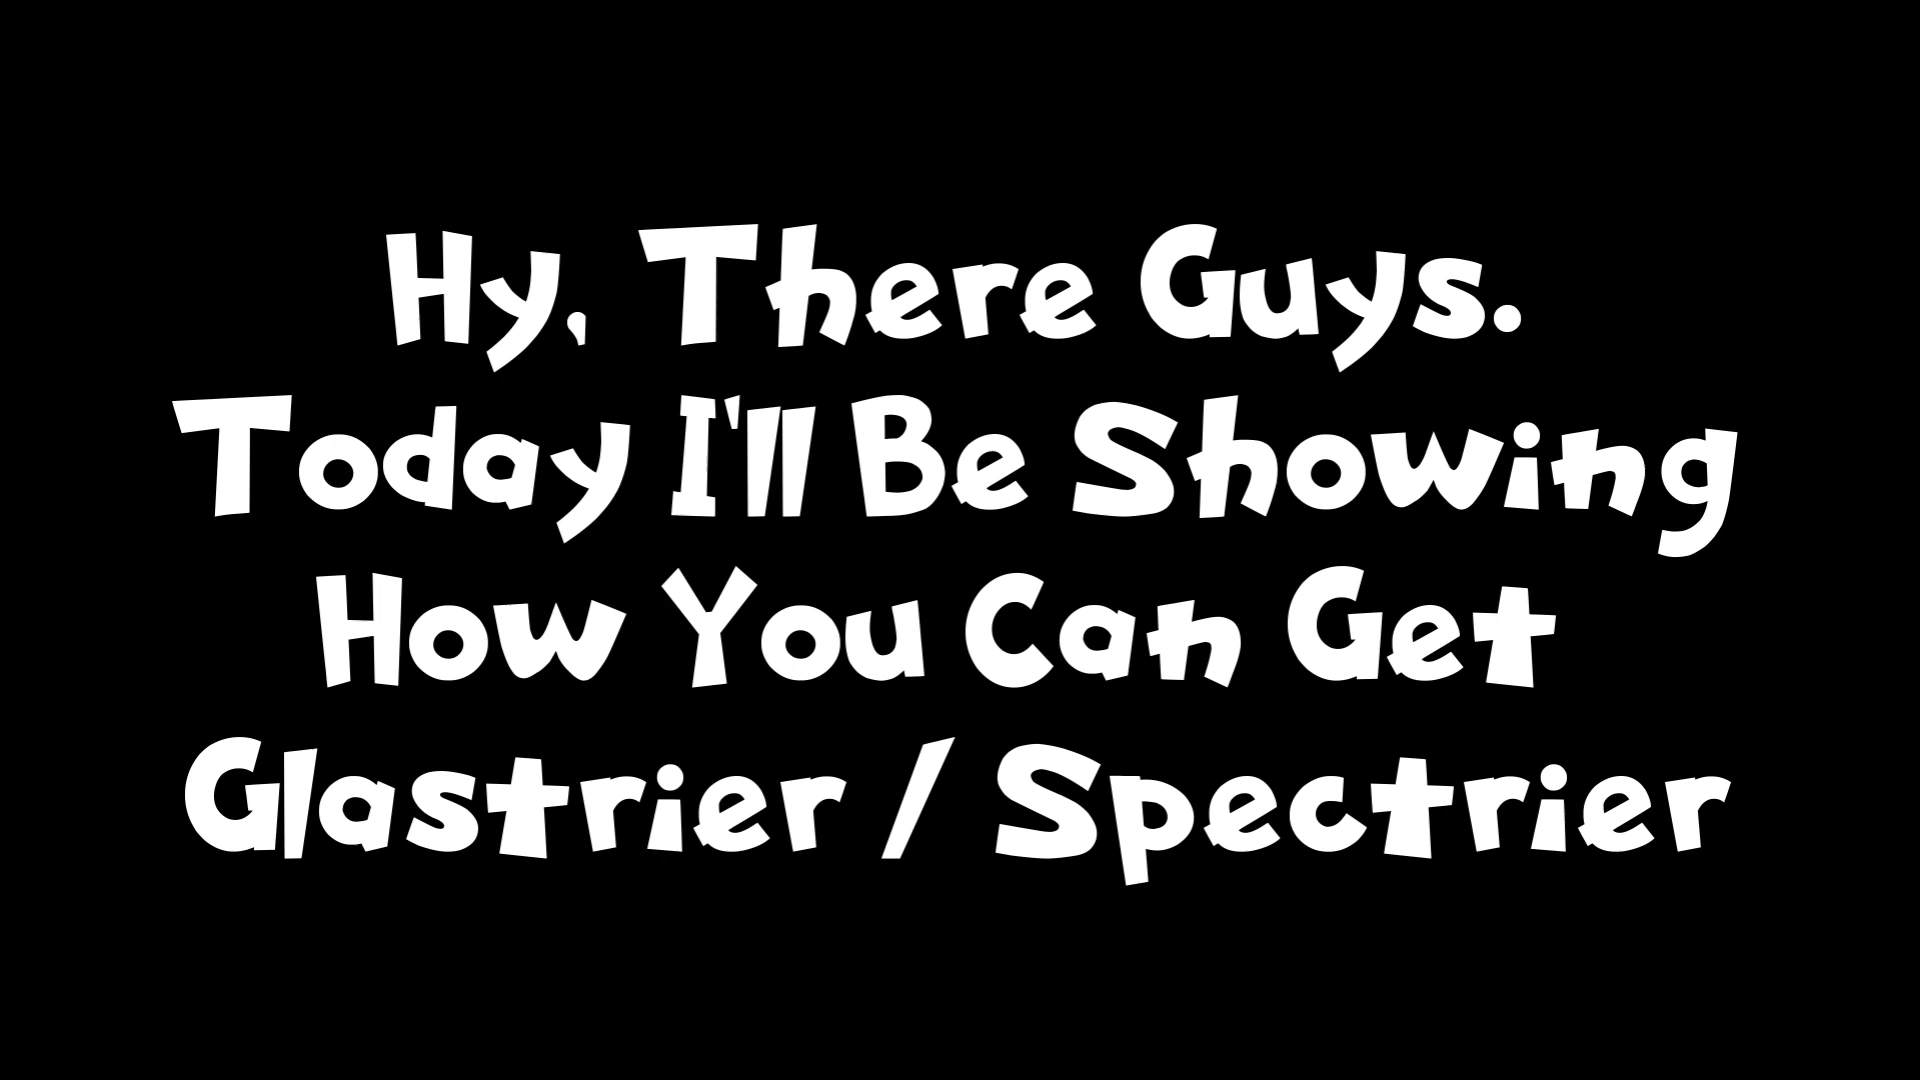 Hy, There Guys.
Today I'll Be Showing
How You Can Get
Glastrier / Spectrier